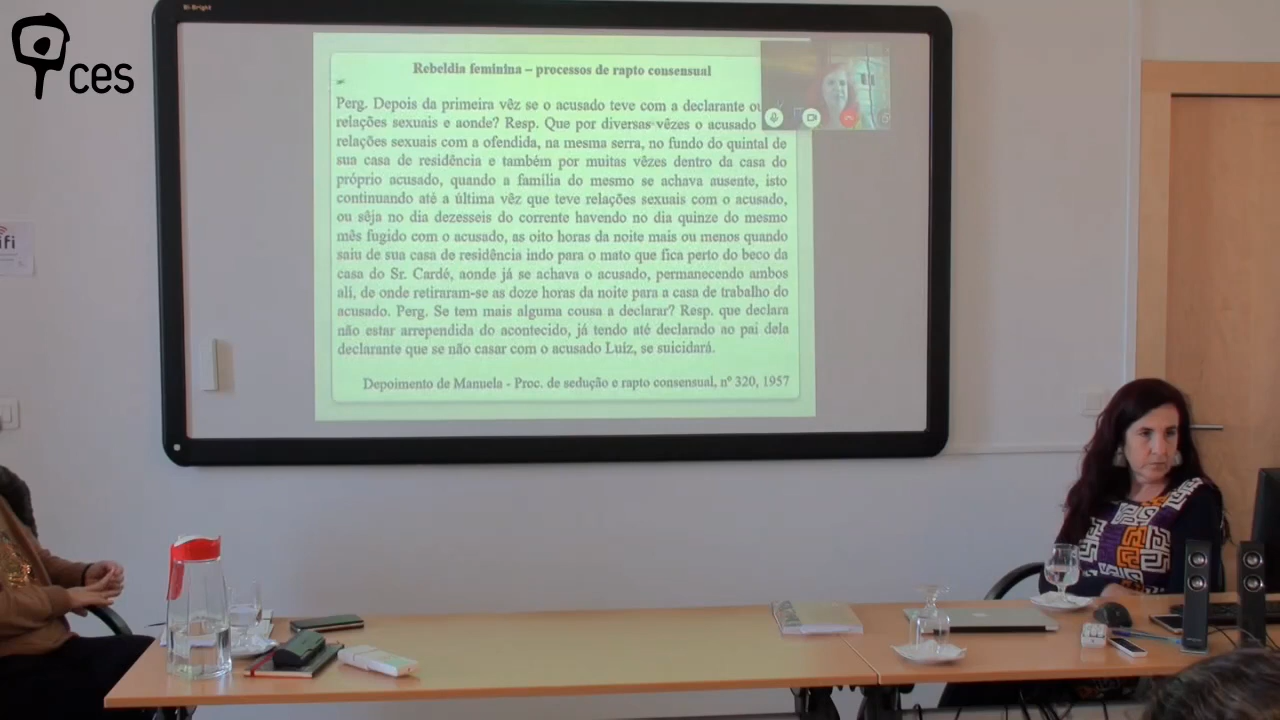 ces
Bi-Bright
ifi
Rebeldia feminina – processos de rapto consensual
Perg. Depois da primeira vêz se o acusado teve com a declarante
relações sexuais e aonde? Resp. Que por diversas vêzes o acusado
relações sexuais com a ofendida, na mesma serra, no fundo do quintal de
sua casa de residência e também por muitas vêzes dentro da casa do
próprio acusado, quando a família do mesmo se achava ausente, isto
continuando até a última vêz que teve relações sexuais com o acusado,
ou sêja no dia dezesseis do corrente havendo no dia quinze do mesmo
mês fugido com o acusado, as oito horas da noite mais ou menos quando
saiu de sua casa de residência indo para o mato que fica perto do beco da
casa do Sr. Cardé, aonde já se achava o acusado, permanecendo ambos
ali, de onde retiraram-se as doze horas da noite para a casa de trabalho do
acusado. Perg. Se tem mais alguma cousa a declarar? Resp. que declara
não estar arrependida do acontecido, já tendo até declarado ao pai dela
declarante que se não casar com o acusado Luíz, se suicidará.
Depoimento de Manuela - Proc. de sedução e rapto consensual, nº 320, 1957